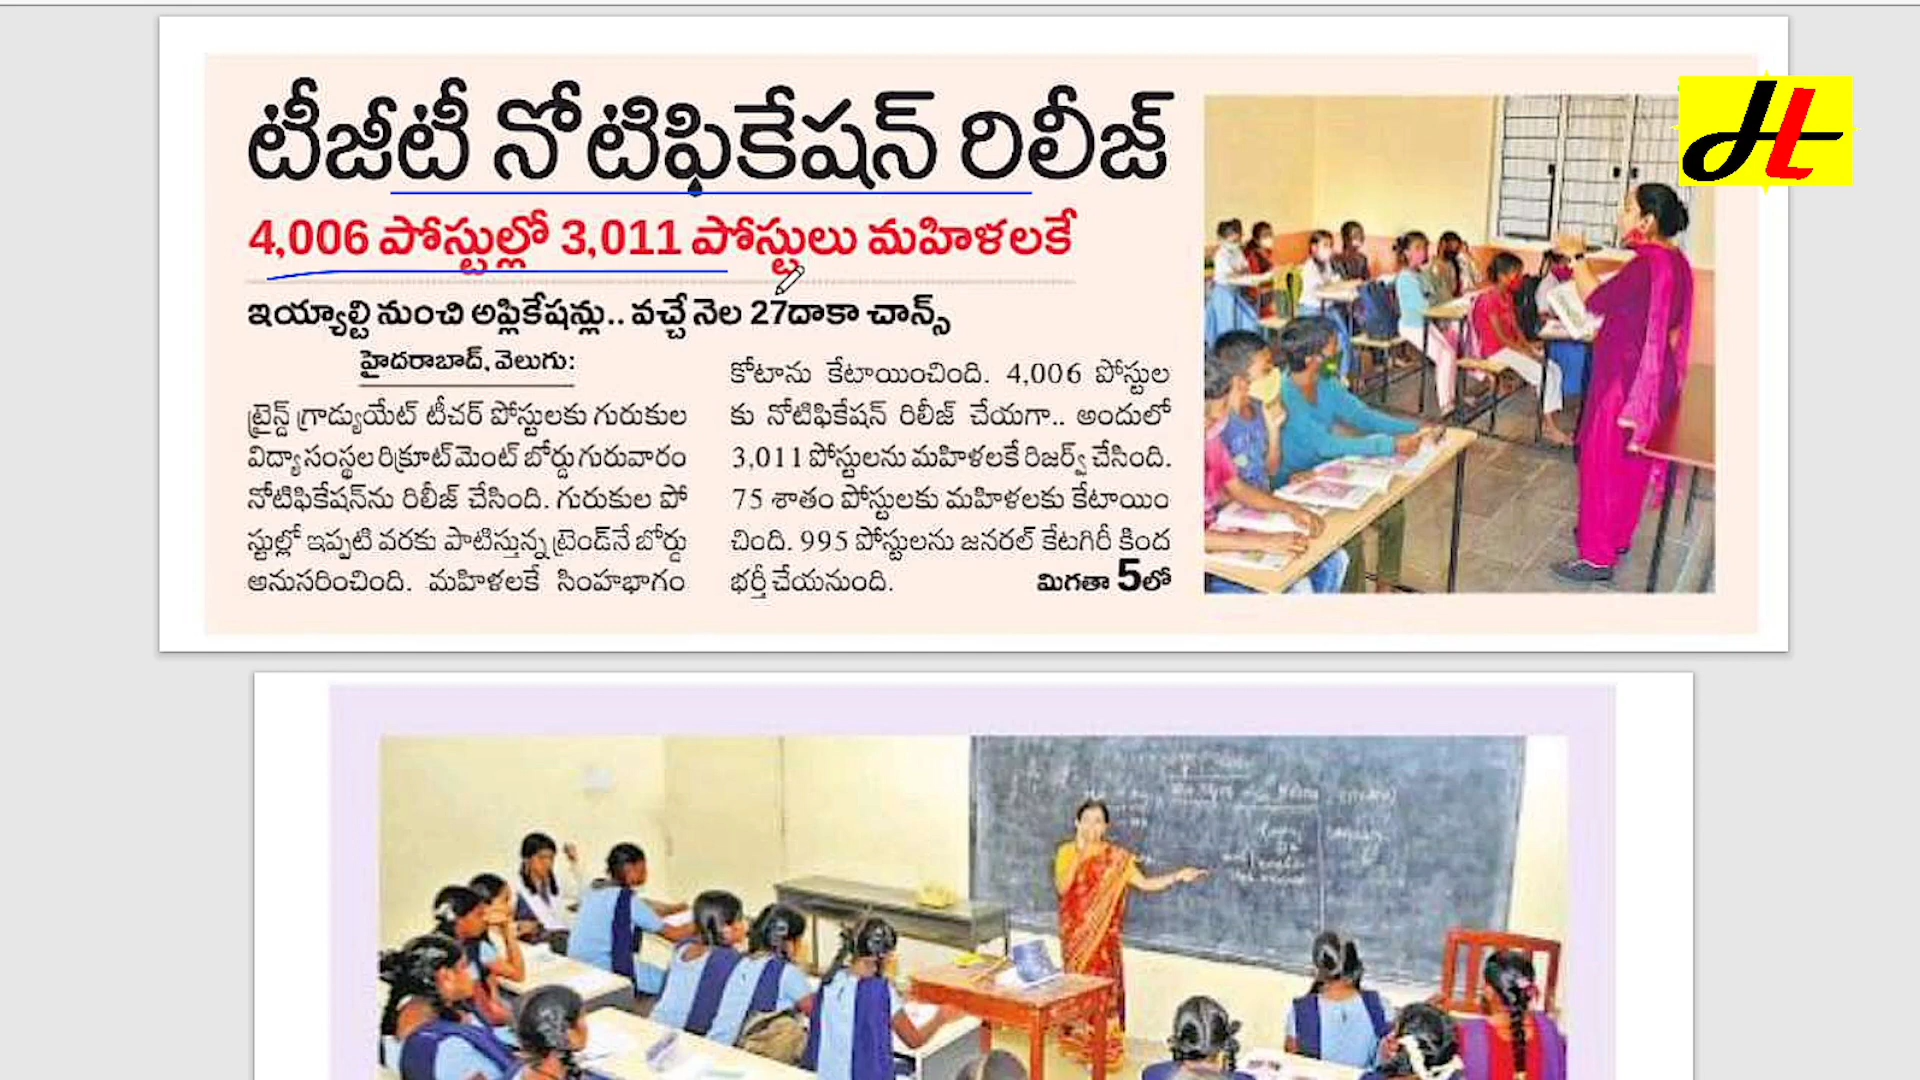 టీజీటీ నోటిఫికేషన్ రిలీజ్
4,006 పోస్టుల్లో 3,011 పోస్టులు మహిళలకే
ఇయ్యాల్టి నుంచి అప్లికేషన్లు.. వచ్చే నెల 27దాకా చాన్స్
హైదరాబాద్, వెలుగు:
ట్రైన్డ్ గ్రాడ్యుయేట్ టీచర్ పోస్టులకు గురుకుల
విద్యా సంస్థల రిక్రూట్‌మెంట్ బోర్డు గురువారం
నోటిఫికేషన్‌ను రిలీజ్ చేసింది. గురుకుల పో
స్టుల్లో ఇప్పటి వరకు పాటిస్తున్న ట్రెండ్‌నే బోర్డు
అనుసరించింది. మహిళలకే సింహభాగం
కోటాను కేటాయించింది. 4,006 పోస్టుల
కు నోటిఫికేషన్ రిలీజ్ చేయగా.. అందులో
3,011 పోస్టులను మహిళలకే రిజర్వ్ చేసింది.
75 శాతం పోస్టులకు మహిళలకు కేటాయిం
చింది. 995 పోస్టులను జనరల్ కేటగిరీ కింద
భర్తీ చేయనుంది.
మిగతా 5లో